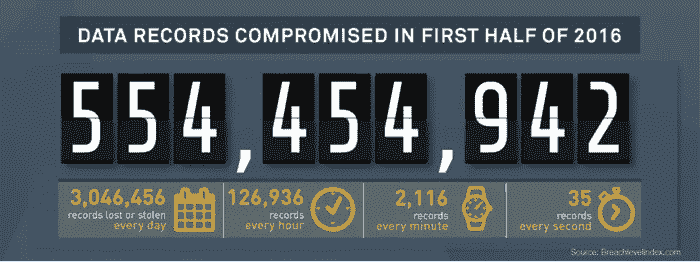 DATA RECORDS COMPROMISED IN FIRST HALF OF 2016
554,454,942
3,046,456
records lost or stolen
every day
126,936
records
every hour
2,116
records
every minute
35
records
every second
Source: Breachlevelindex.com